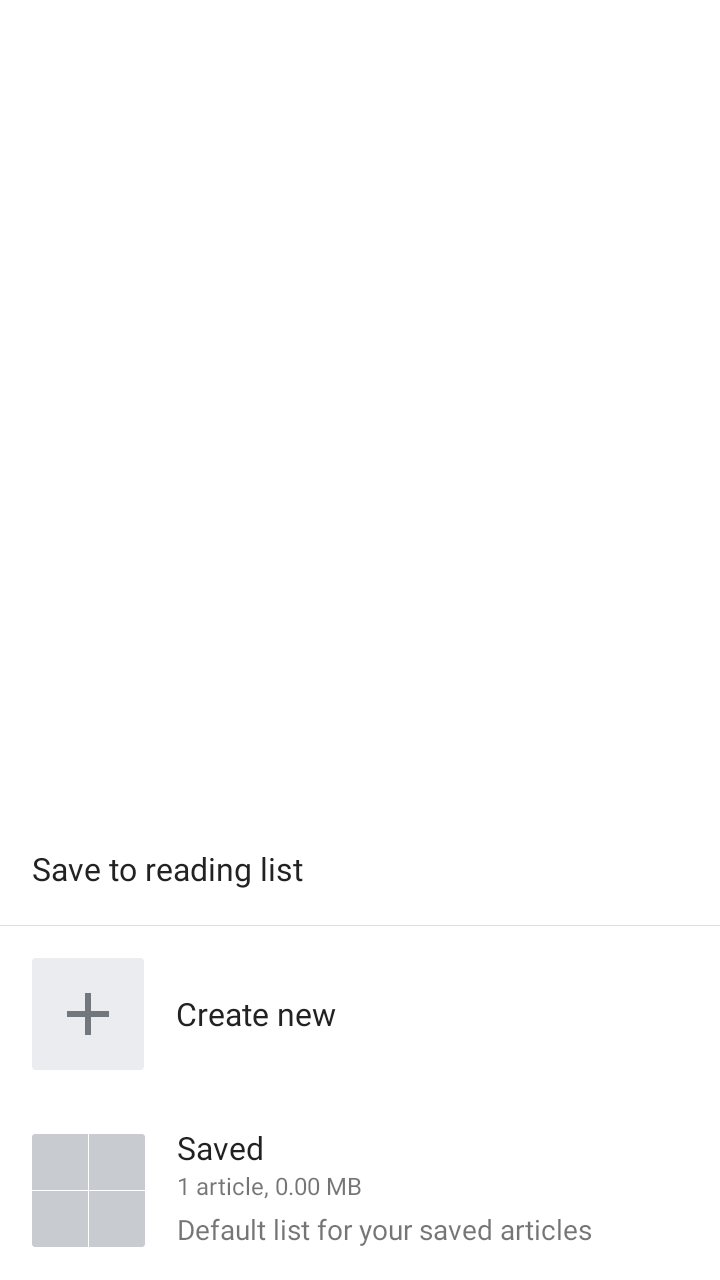 Save to reading list
Create new
Saved
1 article, 0.00 MB
Default list for your saved articles